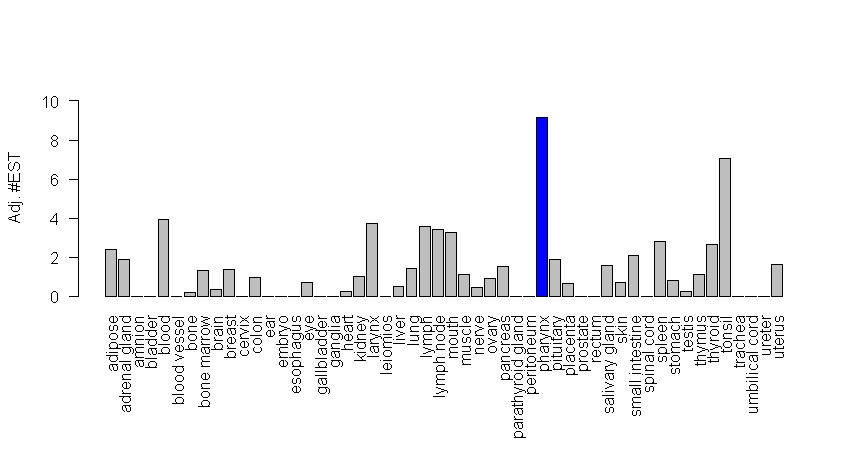 10
8
6
4
2
0
Adj. #EST
adipose
adrenal gland
amnion
bladder
blood
blood vessel
bone
bone marrow
brain
breast
cervix
colon
ear
embryo
esophagus
eye
gallbladder
ganglia
heart
kidney
larynx
leiomios
liver
lung
lymph
lymph node
mouth
muscle
nerve
ovary
pancreas
parathyroid gland
peritoneum
pharynx
pituitary
placenta
prostate
rectum
salivary gland
skin
small intestine
spinal cord
spleen
stomach
testis
thymus
thyroid
tonsil
trachea
umbilical cord
ureter
uterus